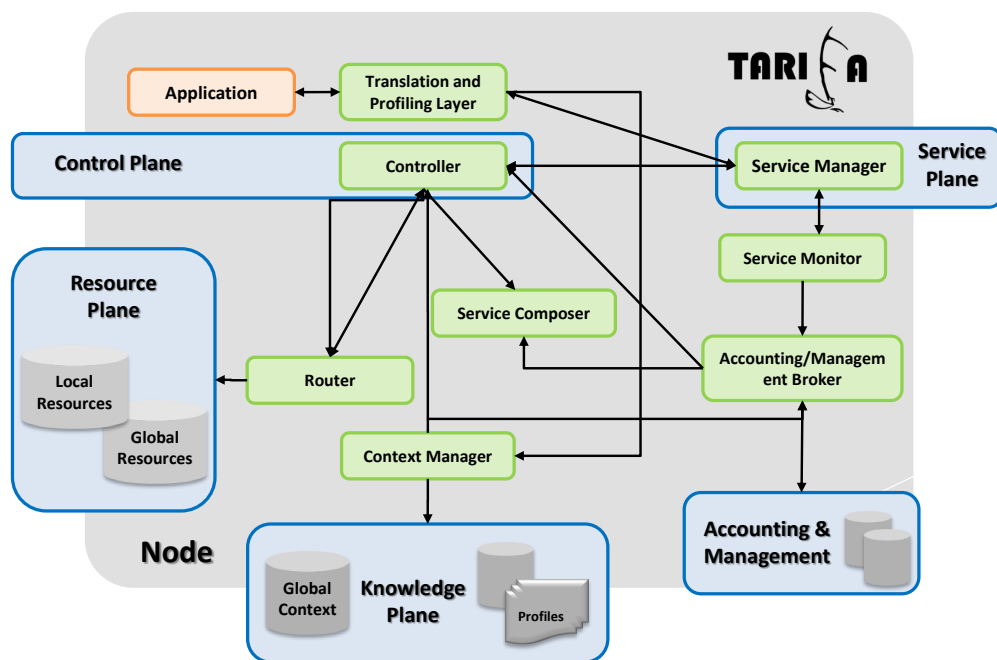 TARI A
Translation and
Profiling Layer
Application
Control Plane
Controller
Service Manager
Service
Plane
Service Monitor
Resource
Plane
Service Composer
Local
Resources
Router
Accounting/Managem
ent Broker
Global
Resources
Context Manager
Node
Accounting &
Management
Global
Context
Knowledge
Plane
Profiles